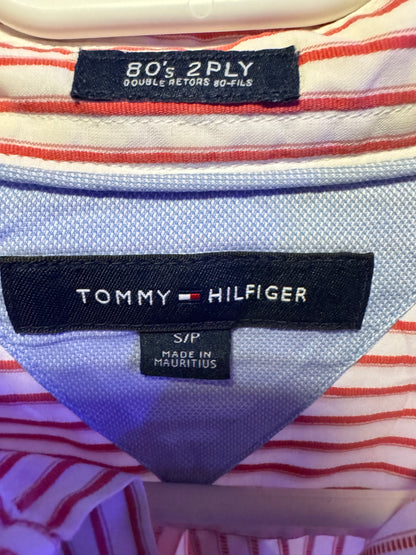 80's 2PLY
DOUBLE RETORS 80-FILS
TOMMY HILFIGER
S/P
MADE IN
MAURITIUS